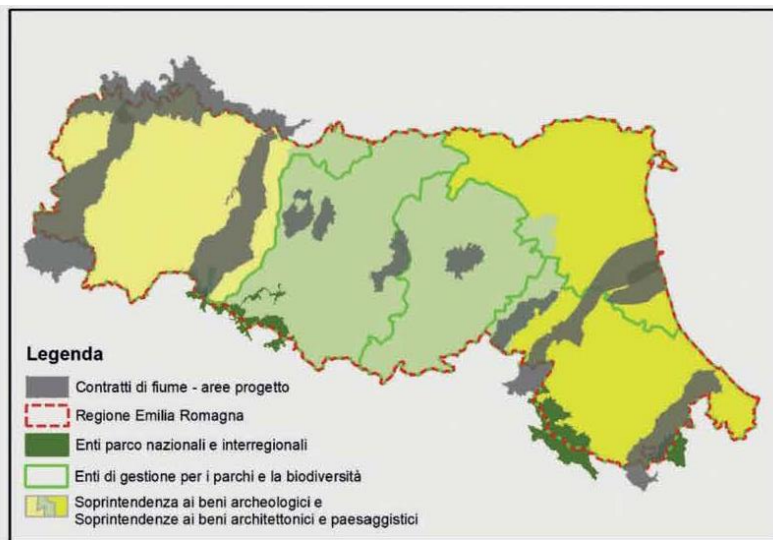 Legenda
Contratti di fiume - aree progetto
Regione Emilia Romagna
Enti parco nazionali e interregionali
Enti di gestione per i parchi e la biodiversità
Soprintendenza ai beni archeologici e
Soprintendenze ai beni architettonici e paesaggistici